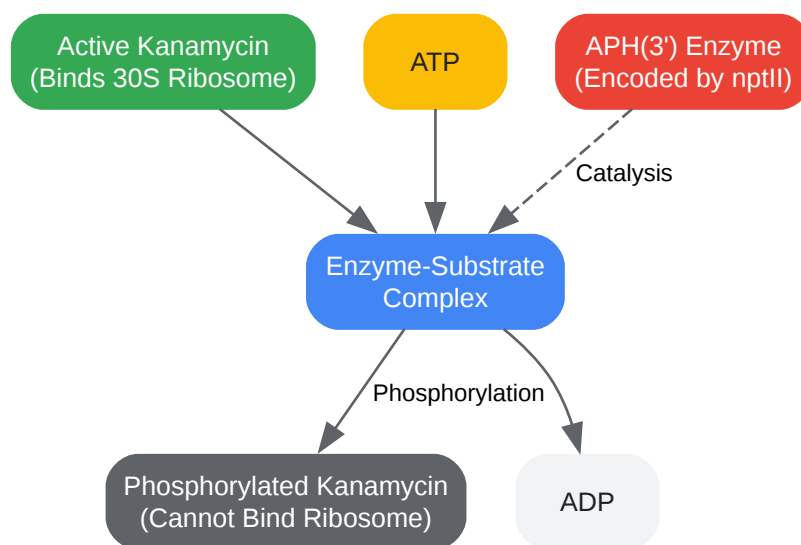 Active Kanamycin
(Binds 30S Ribosome)
ATP
APH(3') Enzyme
(Encoded by nptII)
Catalysis
Enzyme-Substrate
Complex
Phosphorylation
Phosphorylated Kanamycin
(Cannot Bind Ribosome)
ADP